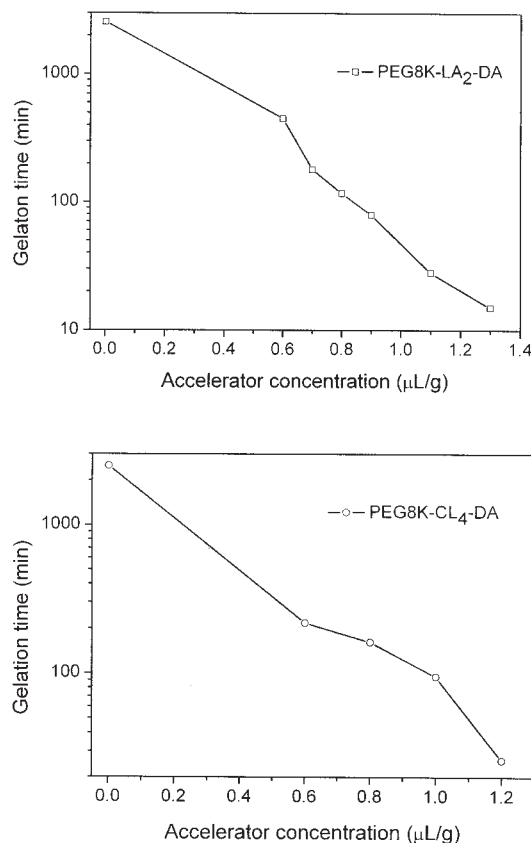 PEG8K-LA2-DA
Gelaton time (min)
1000
100
10
0.0 0.2 0.4 0.6 0.8 1.0 1.2 1.4
Accelerator concentration (μL/g)
PEG8K-CL4-DA
Gelation time (min)
1000
100
0.0 0.2 0.4 0.6 0.8 1.0 1.2
Accelerator concentration (μL/g)